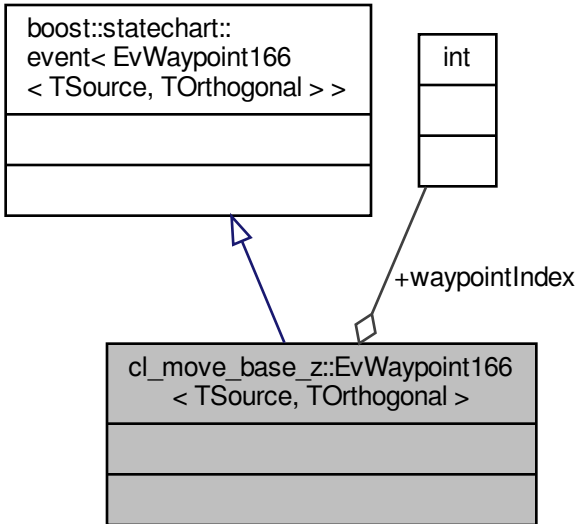 boost::statechart::
event< EvWaypoint166
< TSource, TOrthogonal > >
int
+waypointIndex
cl_move_base_z::EvWaypoint166
< TSource, TOrthogonal >